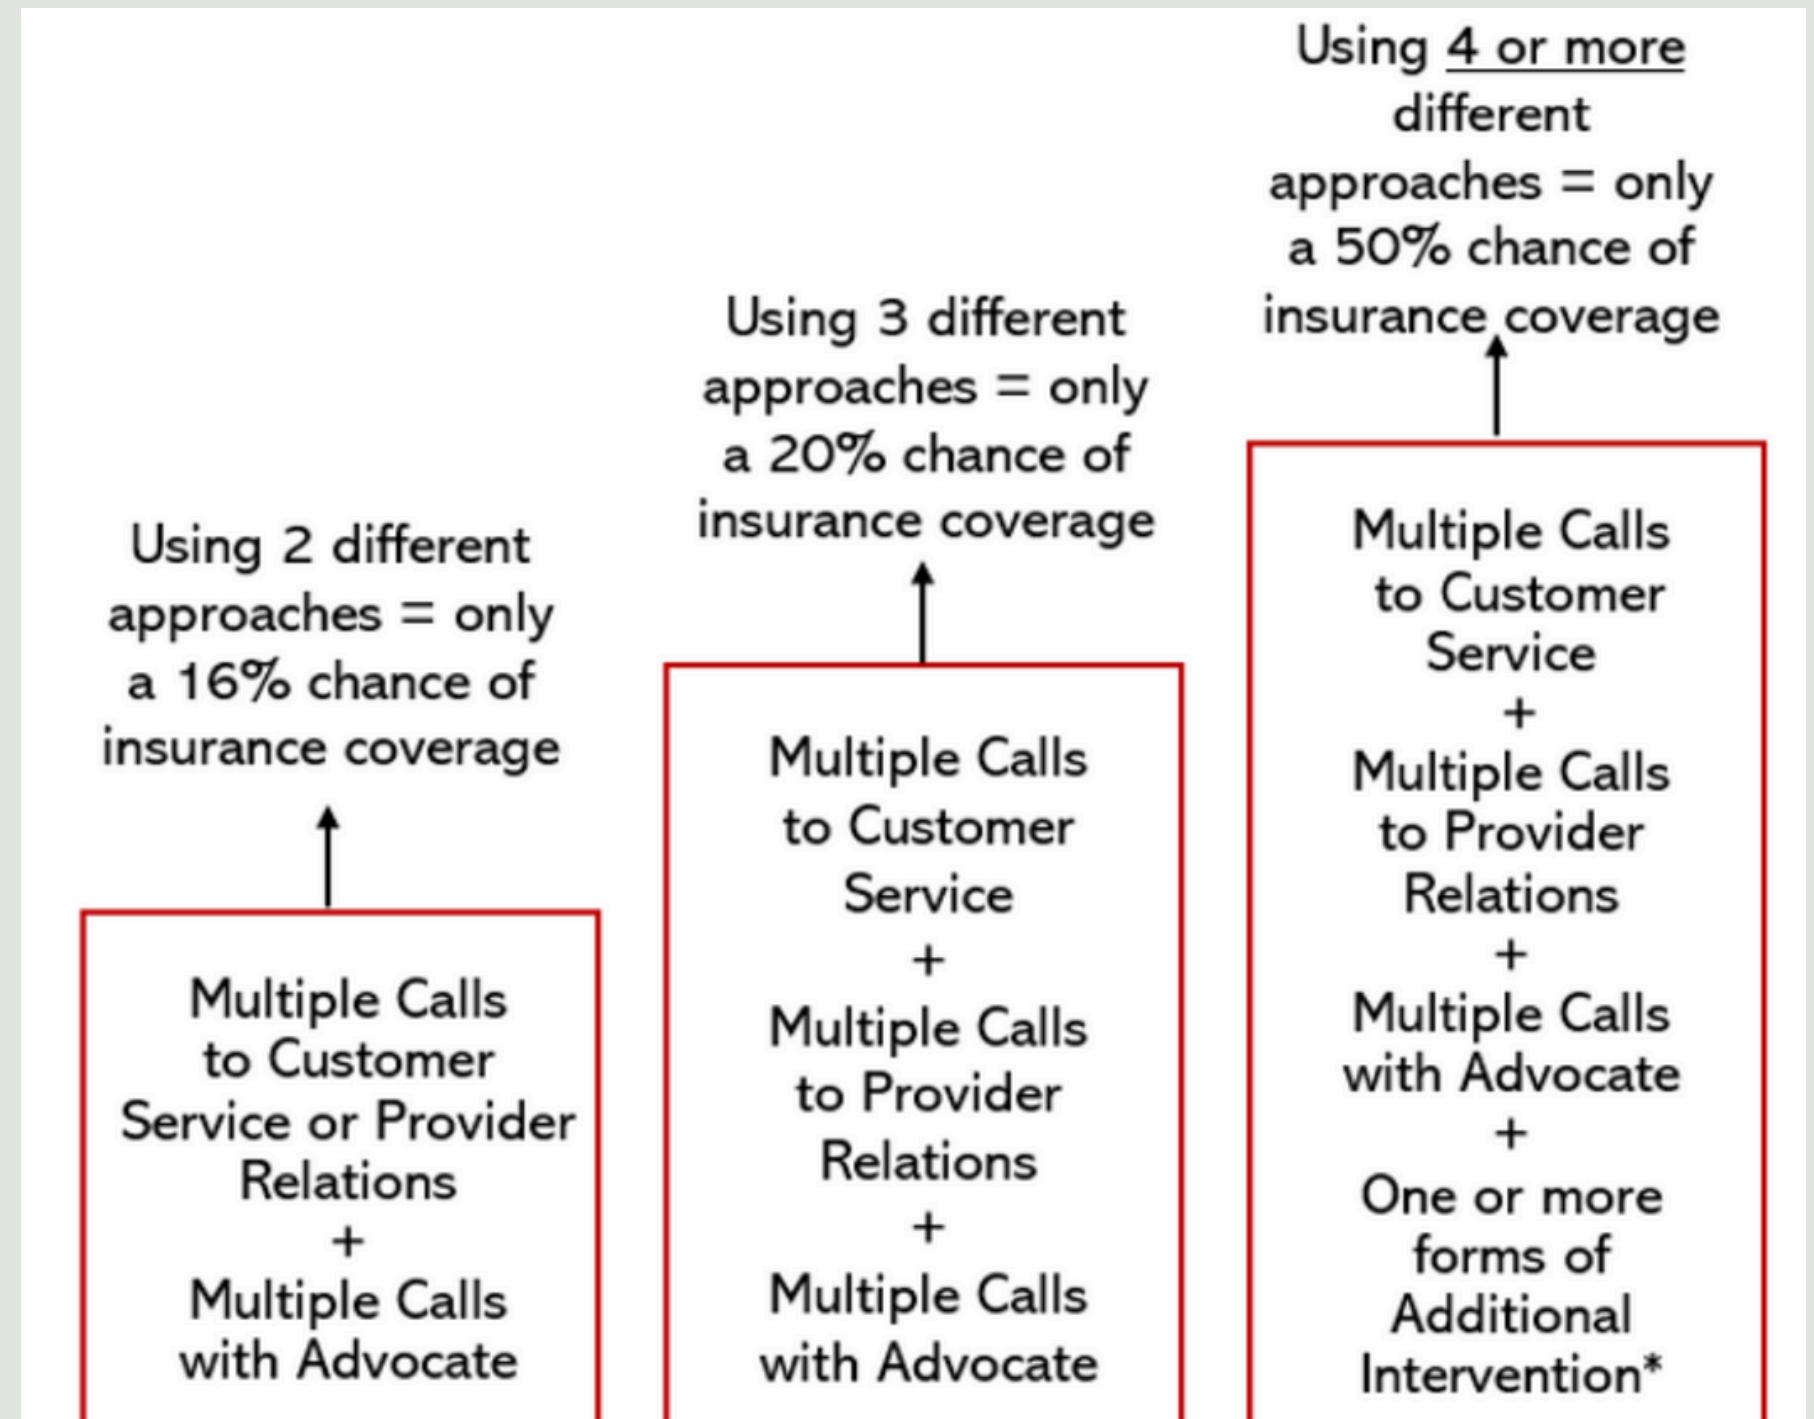 Using 2 different
approaches = only
a 16% chance of
insurance coverage
Multiple Calls
to Customer
Service or Provider
Relations
+
Multiple Calls
with Advocate
Using 3 different
approaches = only
a 20% chance of
insurance coverage
Multiple Calls
to Customer
Service
+
Multiple Calls
to Provider
Relations
+
Multiple Calls
with Advocate
Using 4 or more
different
approaches = only
a 50% chance of
insurance coverage
Multiple Calls
to Customer
Service
+
Multiple Calls
to Provider
Relations
+
Multiple Calls
with Advocate
+
One or more
forms of
Additional
Intervention*